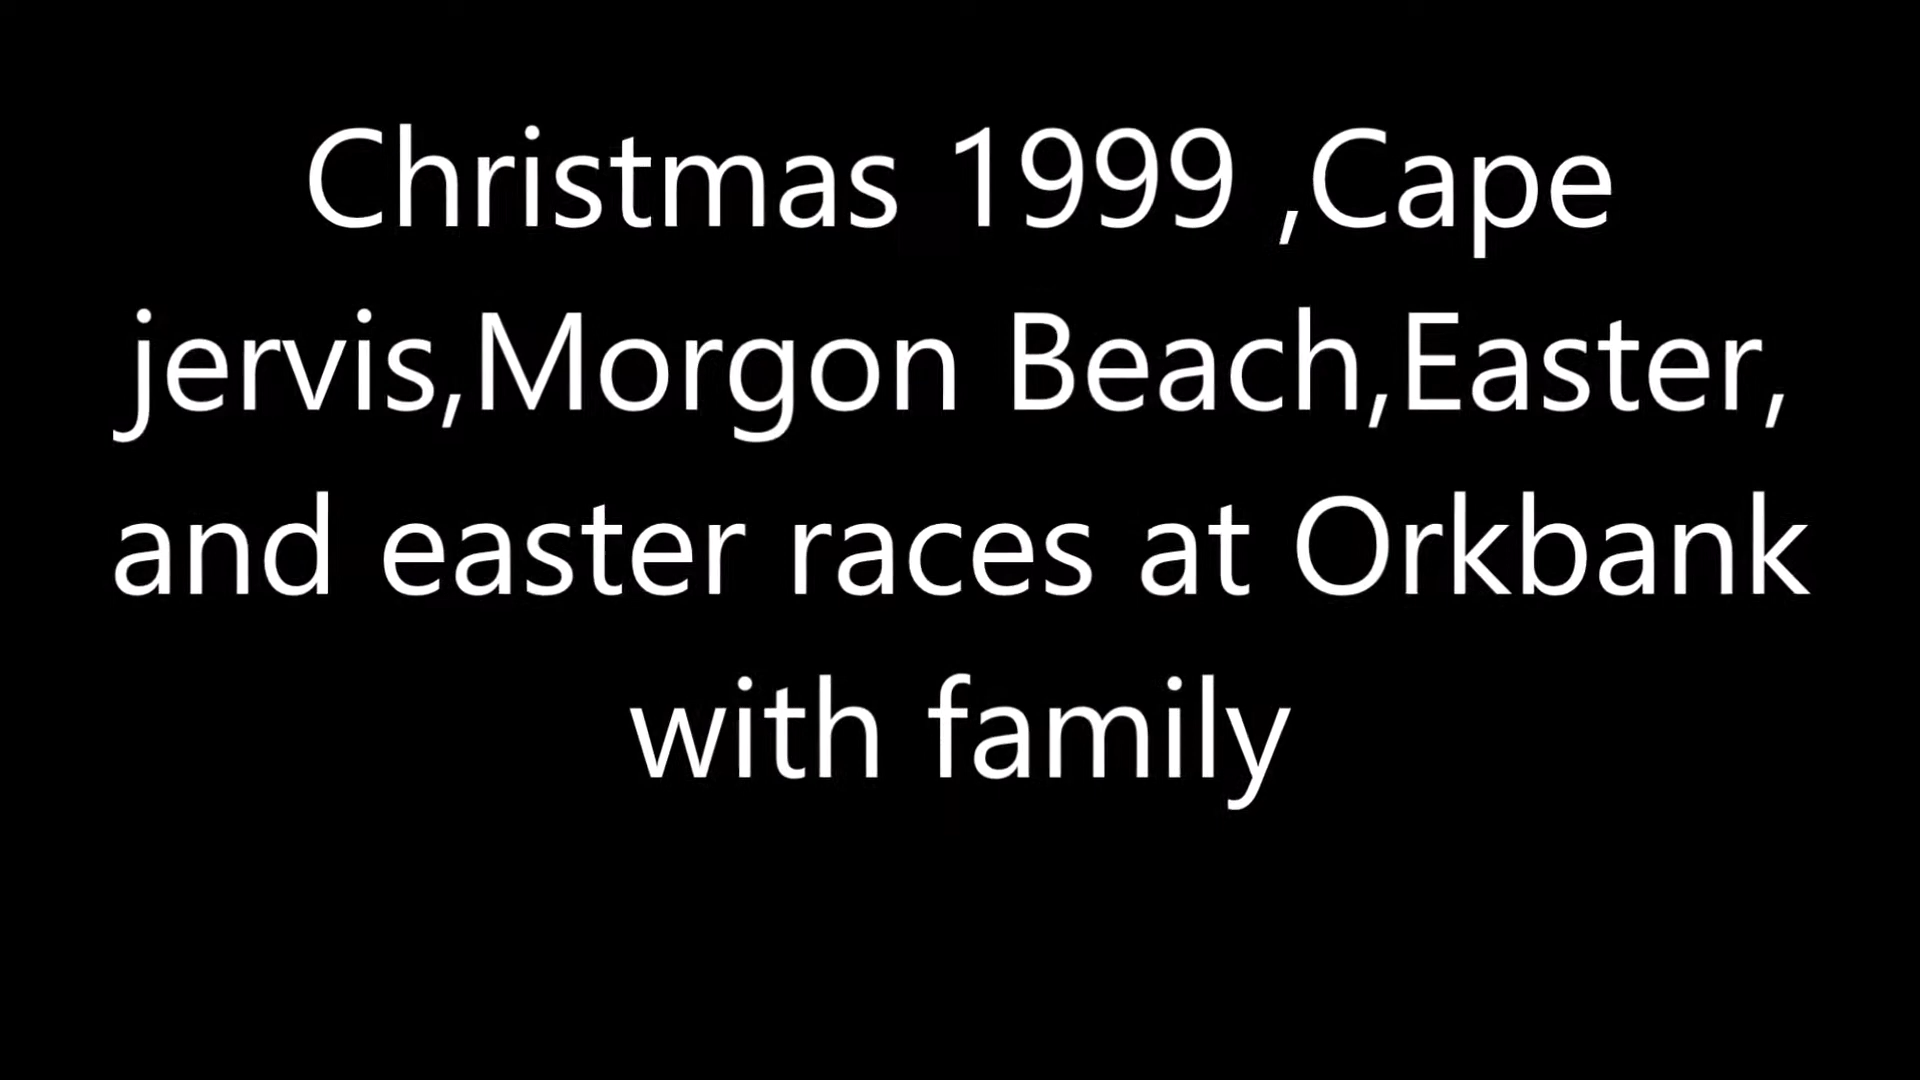 Christmas 1999 ,Cape
jervis,Morgon Beach,Easter,
and easter races at Orkbank
with family